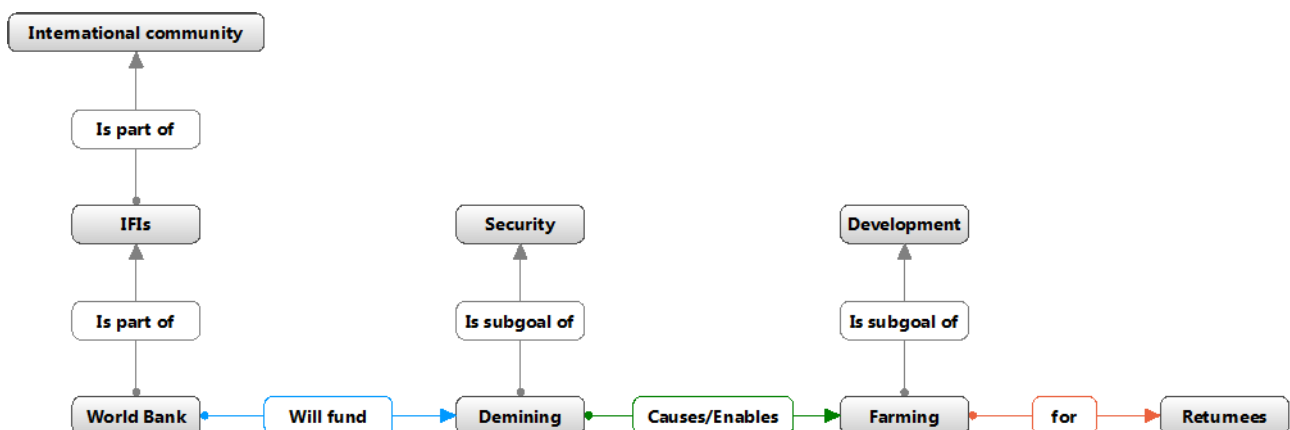 International community
Is part of
IFIs
Security
Development
Is part of
Is subgoal of
Is subgoal of
World Bank
Will fund
Demining
Causes/Enables
Farming
for
Returnees